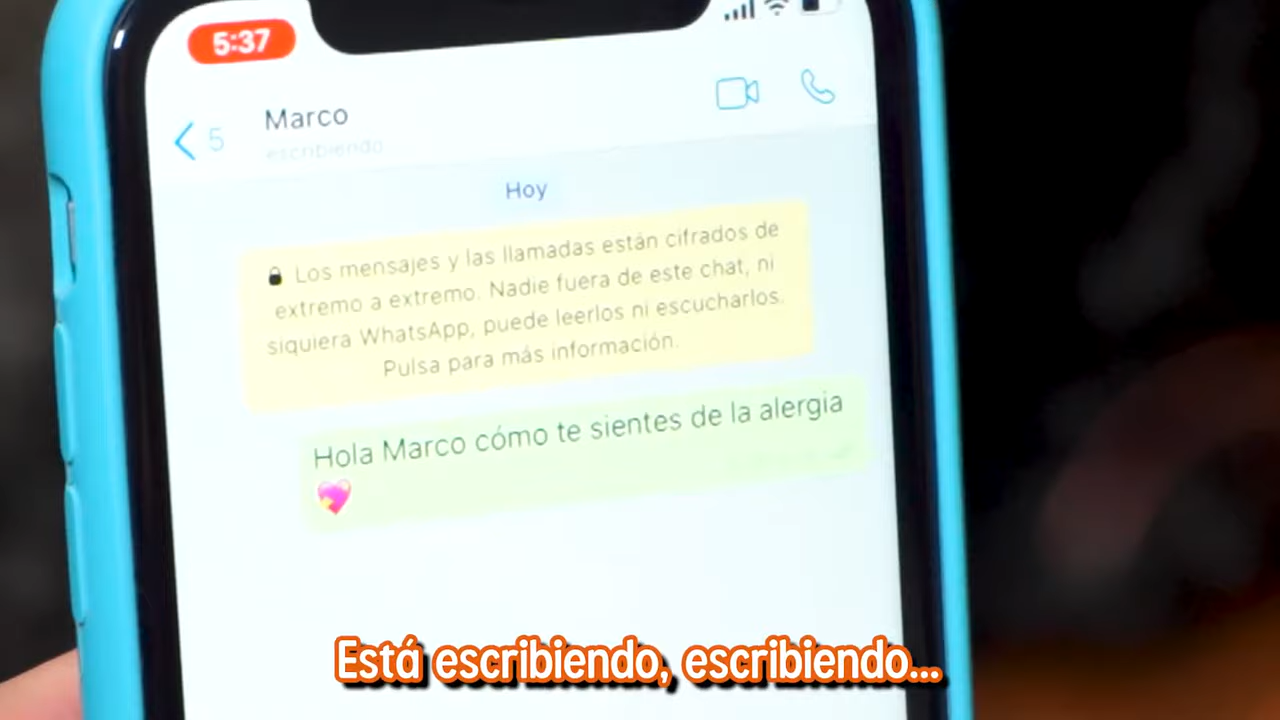 5:37
5
Marco
escribiendo...
Hoy
Los mensajes y las llamadas están cifrados de
extremo a extremo. Nadie fuera de este chat, ni
siquiera WhatsApp, puede leerlos ni escucharlos.
Pulsa para más información.
Hola Marco cómo te sientes de la alergia
Está escribiendo, escribiendo...